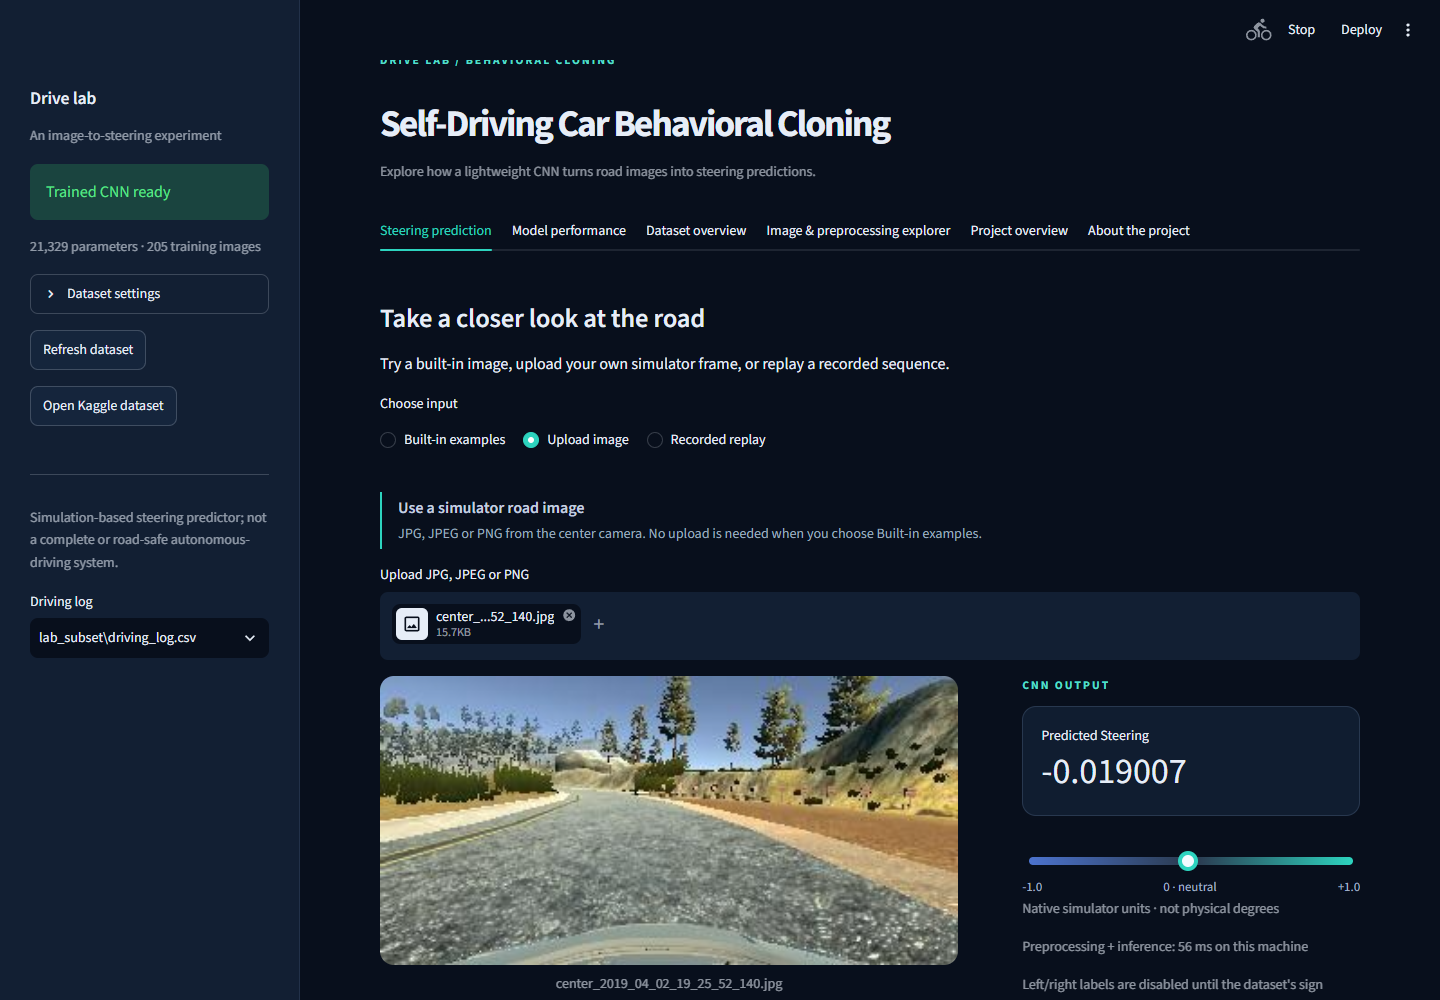 Stop
Deploy
DRIVE LAB / BEHAVIORAL CLONING
Drive lab
An image-to-steering experiment
Trained CNN ready
21,329 parameters · 205 training images
Dataset settings
Refresh dataset
Open Kaggle dataset
Simulation-based steering predictor; not
a complete or road-safe autonomous-
driving system.
Driving log
lab_subset\driving_log.csv
Self-Driving Car Behavioral Cloning
Explore how a lightweight CNN turns road images into steering predictions.
Steering prediction
Model performance
Dataset overview
Image & preprocessing explorer
Project overview
About the project
Take a closer look at the road
Try a built-in image, upload your own simulator frame, or replay a recorded sequence.
Choose input
Built-in examples
Upload image
Recorded replay
Use a simulator road image
JPG, JPEG or PNG from the center camera. No upload is needed when you choose Built-in examples.
Upload JPG, JPEG or PNG
center_...52_140.jpg
15.7KB
center_2019_04_02_19_25_52_140.jpg
CNN OUTPUT
Predicted Steering
-0.019007
-1.0
0 · neutral
+1.0
Native simulator units · not physical degrees
Preprocessing + inference: 56 ms on this machine
Left/right labels are disabled until the dataset's sign